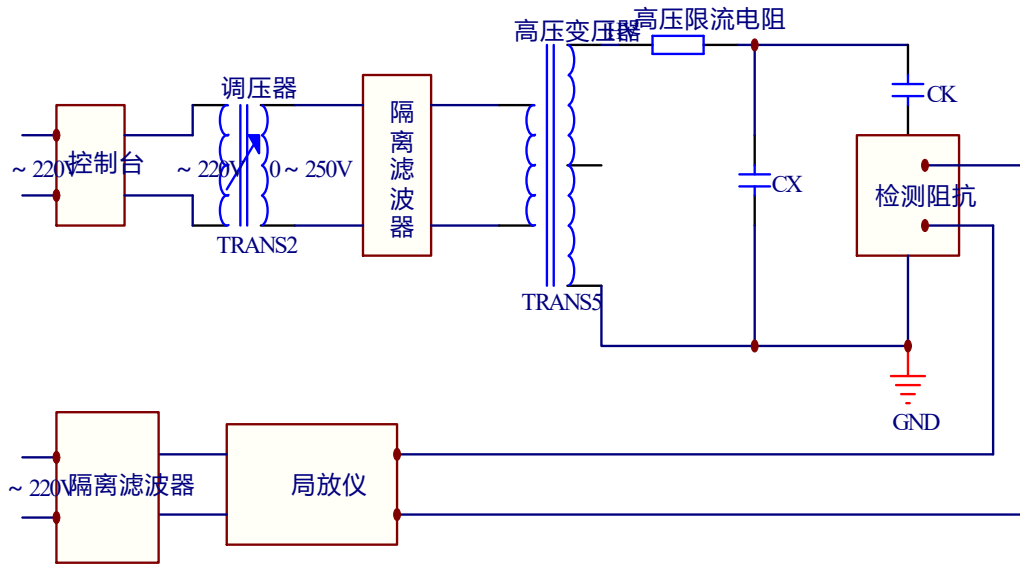 高压变压器
高压限流电阻
调压器
隔离滤波器
CK
~ 220V
控制台
~ 220V
0 ~ 250V
CX
检测阻抗
TRANS2
TRANS5
GND
~ 220V
隔离滤波器
局放仪